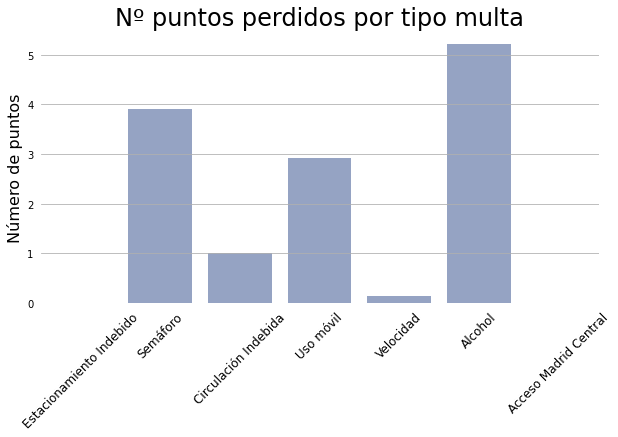 Nº puntos perdidos por tipo multa
Número de puntos
5
4
3
2
1
0
Estacionamiento Indebido
Semáforo
Circulación Indebida
Uso móvil
Velocidad
Alcohol
Acceso Madrid Central